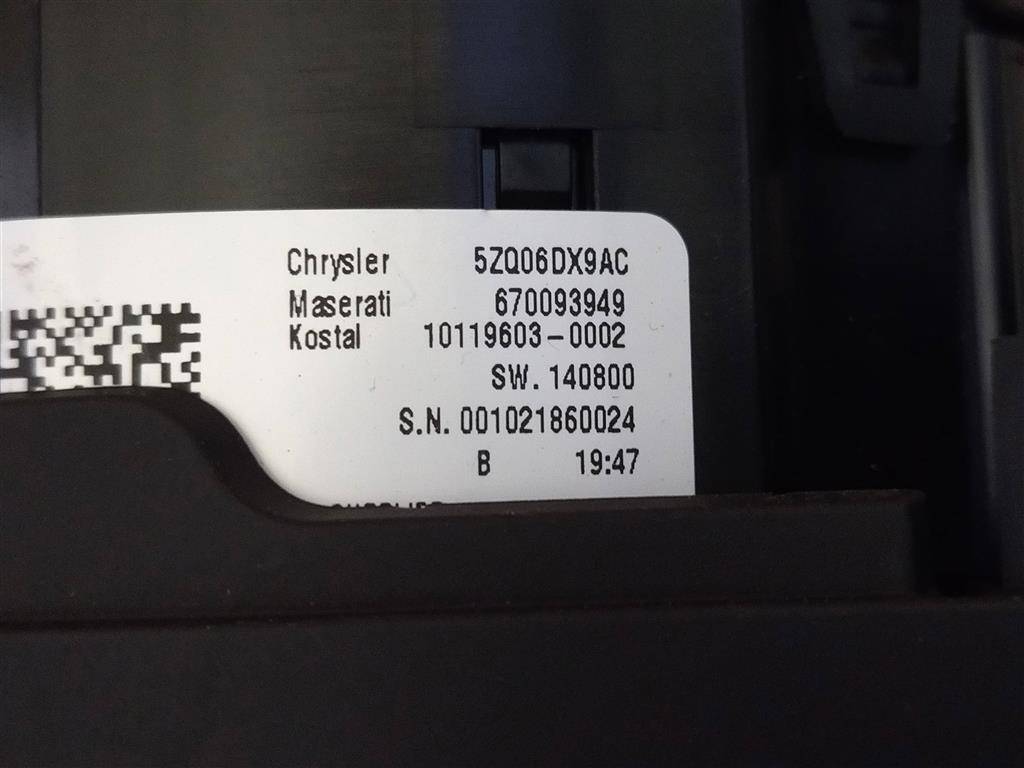 Chrysler 5ZQ06DX9AC
Maserati 670093949
Kostal 10119603-0002
SW. 140800
S.N. 001021860024
B 19:47